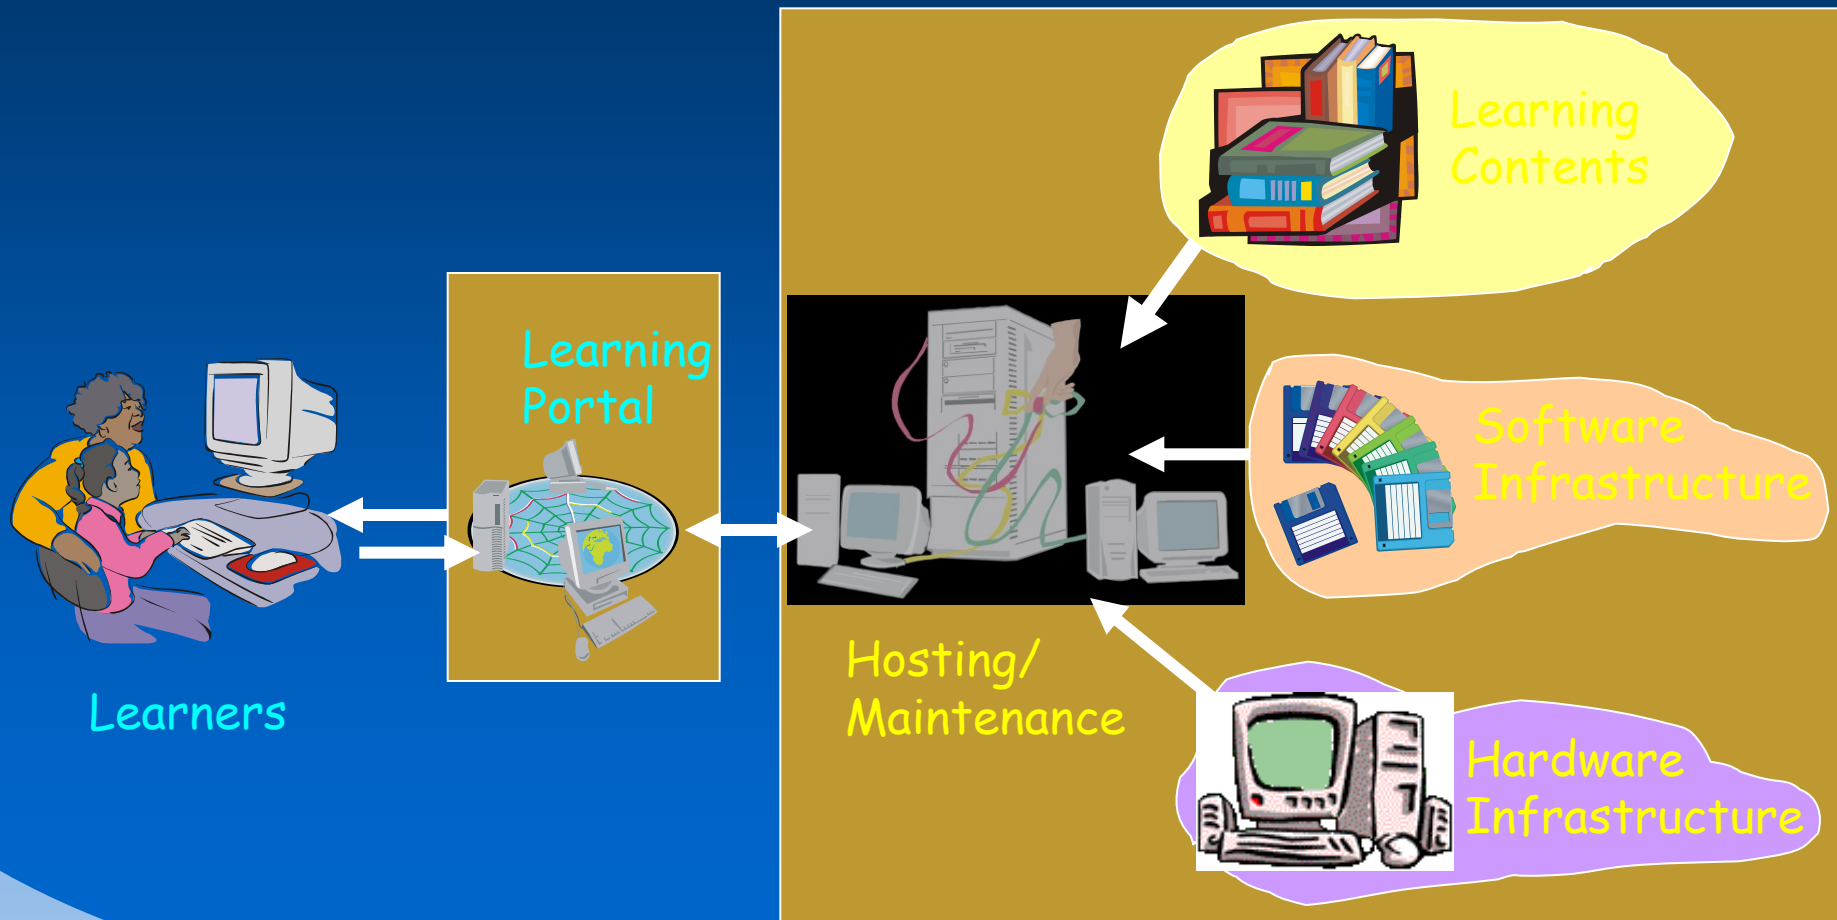 Learning
Contents
Learning
Portal
Software
Infrastructure
Hosting/
Maintenance
Learners
Hardware
Infrastructure